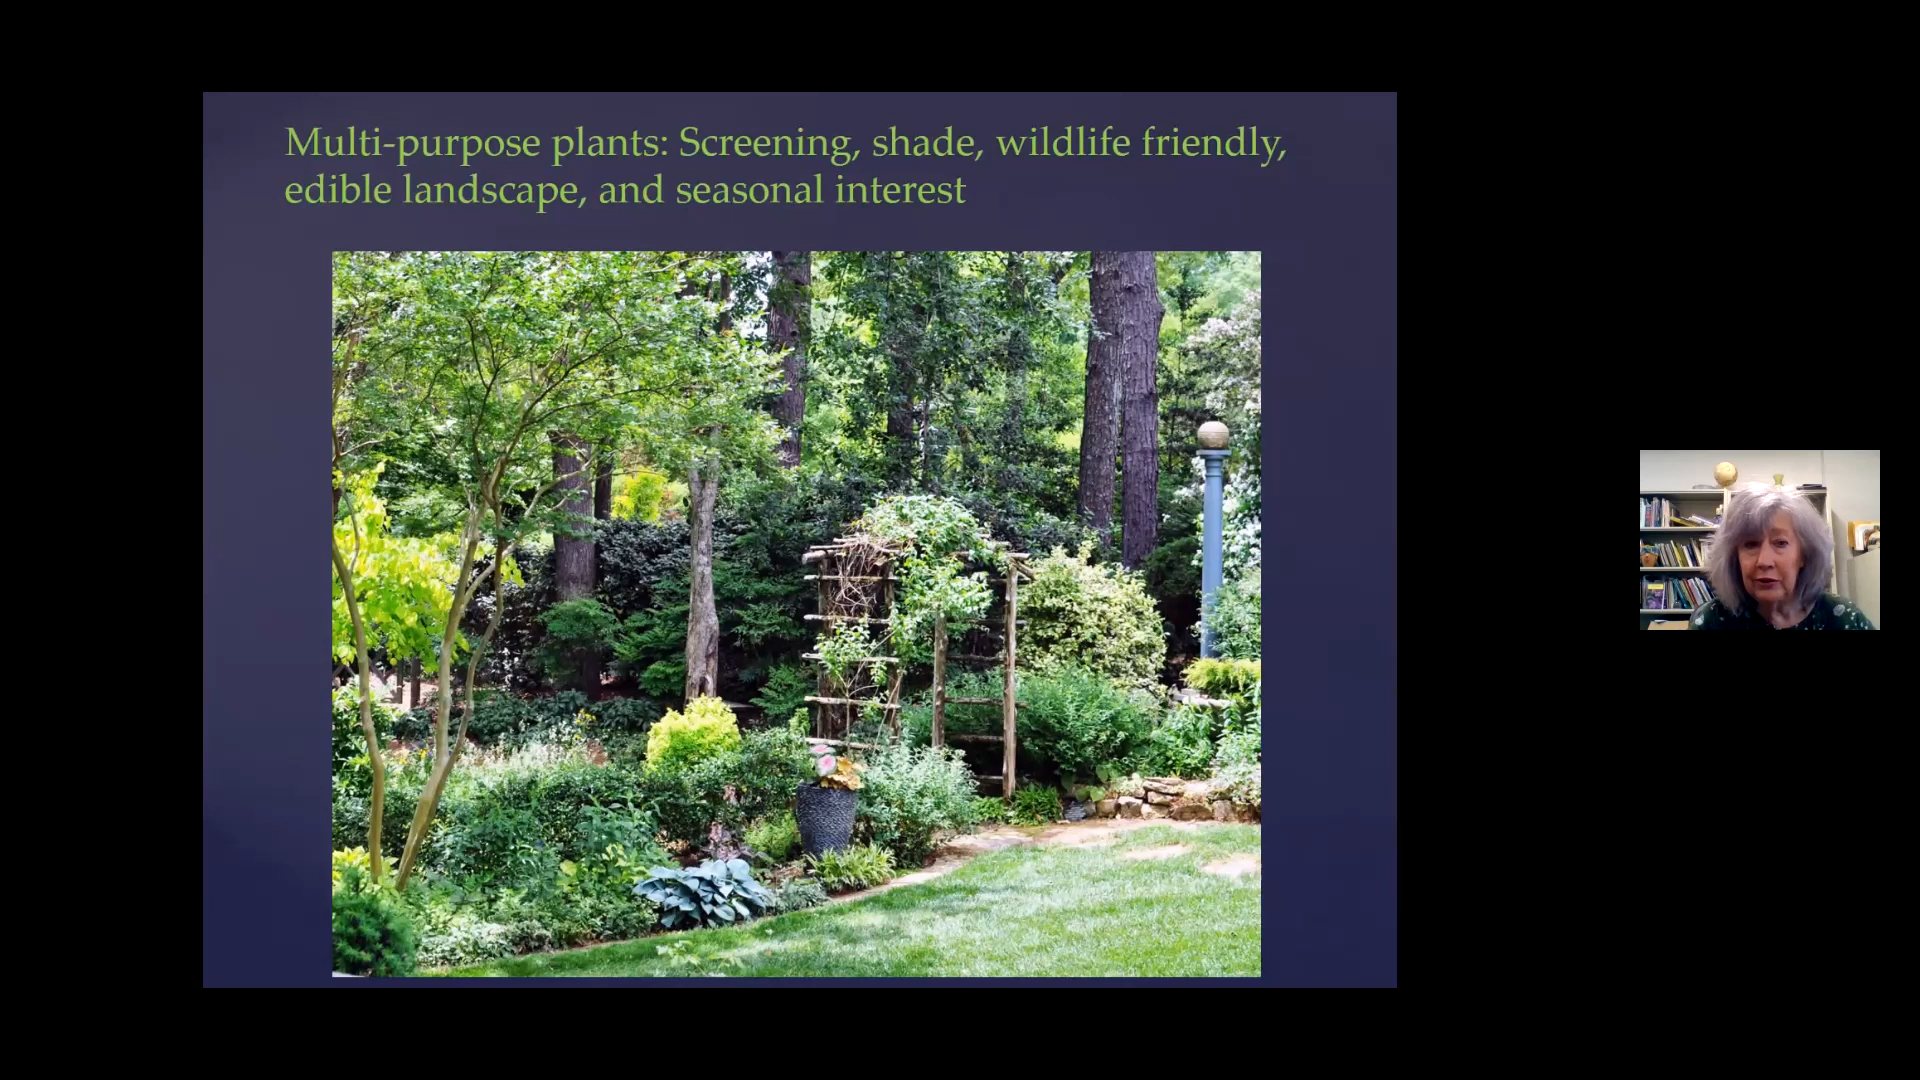 Multi-purpose plants: Screening, shade, wildlife friendly,
edible landscape, and seasonal interest